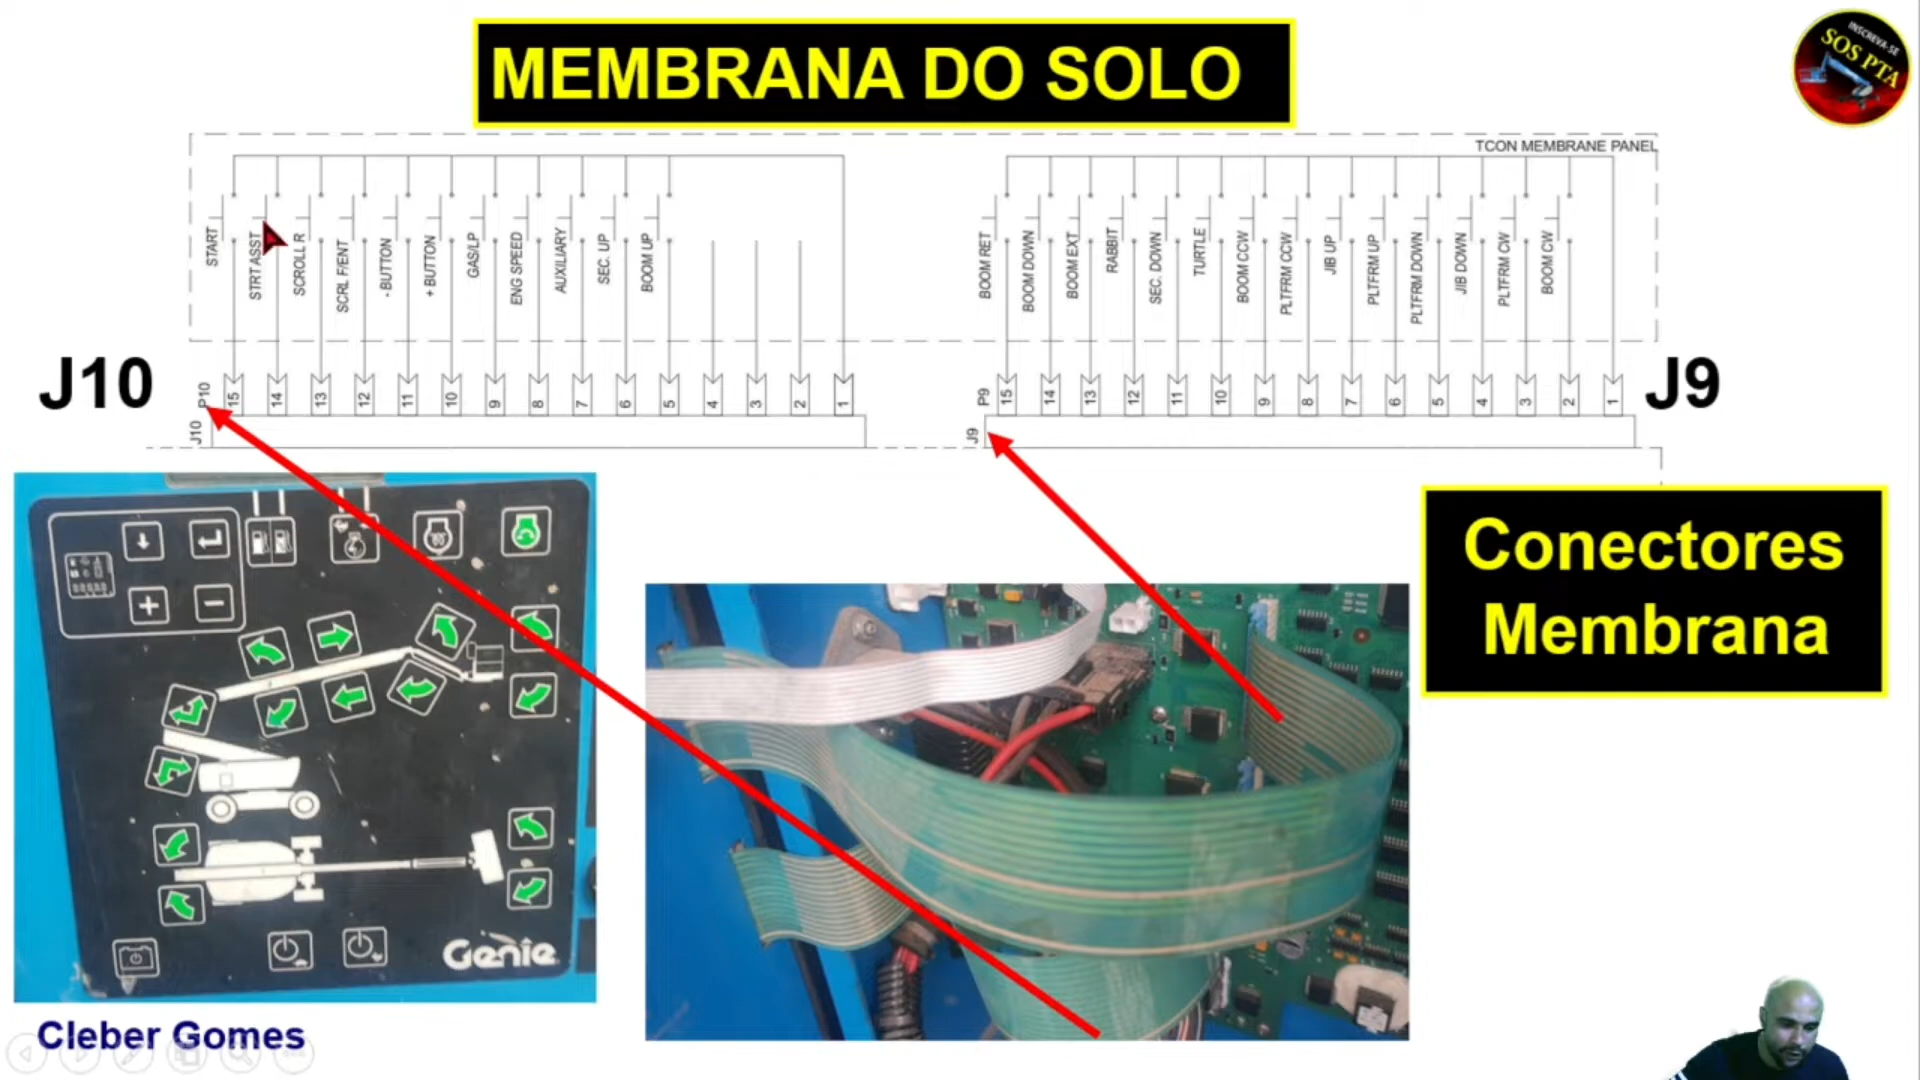 MEMBRANA DO SOLO
INSCREVA-SE
SOS PTA
TCON MEMBRANE PANEL
START
STRT ASST
SCROLL R
SCRL F/ENT
- BUTTON
+ BUTTON
GAS/LP
ENG SPEED
AUXILIARY
SEC. UP
BOOM UP
BOOM RET
BOOM DOWN
BOOM EXT
RABBIT
SEC. DOWN
TURTLE
BOOM CCW
PLTFRM CCW
JIB UP
PLTFRM UP
PLTFRM DOWN
JIB DOWN
PLTFRM CW
BOOM CW
J10
P10
15 14 13 12 11 10 9 8 7 6 5 4 3 2 1
J10
P9
15 14 13 12 11 10 9 8 7 6 5 4 3 2 1
J9
J9
Conectores
Membrana
Genie
Cleber Gomes